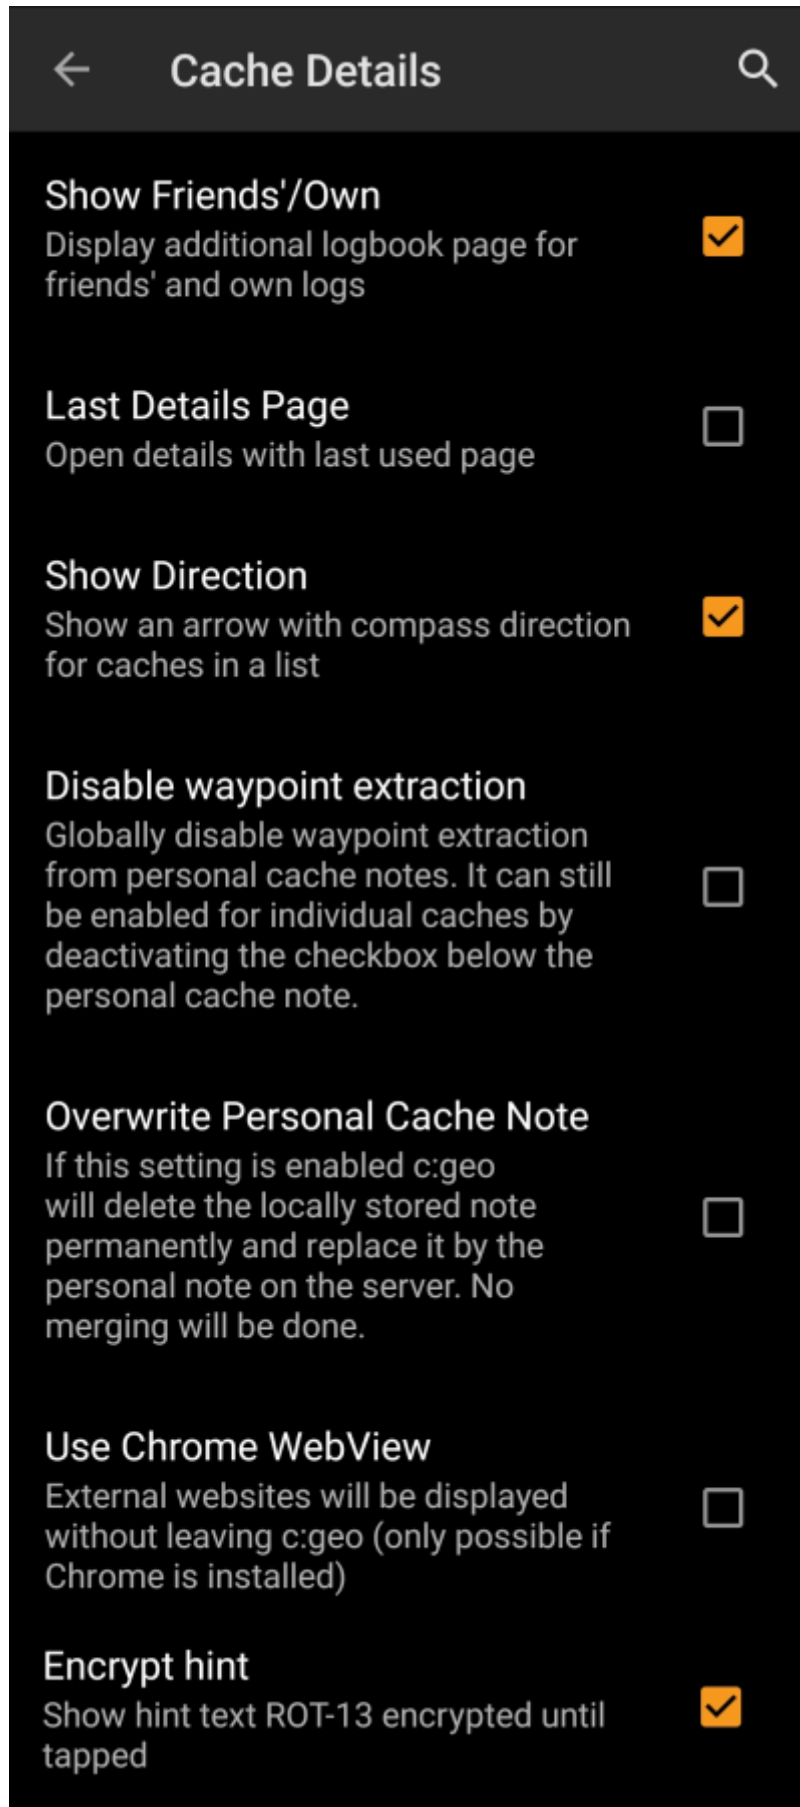 Cache Details
Show Friends'/Own
Display additional logbook page for
friends' and own logs
Last Details Page
Open details with last used page
Show Direction
Show an arrow with compass direction
for caches in a list
Disable waypoint extraction
Globally disable waypoint extraction
from personal cache notes. It can still
be enabled for individual caches by
deactivating the checkbox below the
personal cache note.
Overwrite Personal Cache Note
If this setting is enabled c:geo
will delete the locally stored note
permanently and replace it by the
personal note on the server. No
merging will be done.
Use Chrome WebView
External websites will be displayed
without leaving c:geo (only possible if
Chrome is installed)
Encrypt hint
Show hint text ROT-13 encrypted until
tapped